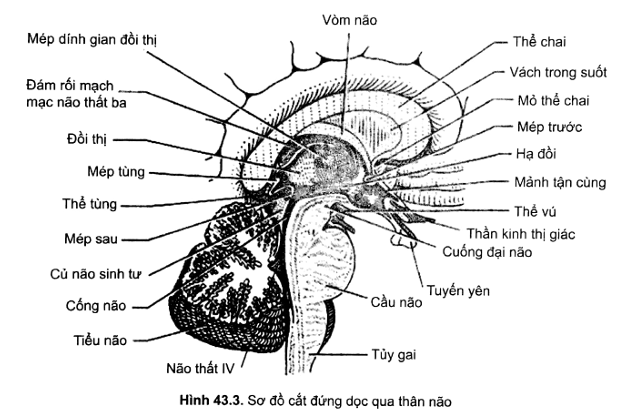 Vòm não
Mép dính gian đồi thị
Đám rối mạch
mạc não thất ba
Đồi thị
Mép tùng
Thể tùng
Mép sau
Củ não sinh tư
Cống não
Tiểu não
Não thất IV
Thể chai
Vách trong suốt
Mỏ thể chai
Mép trước
Hạ đồi
Mảnh tận cùng
Thể vú
Thần kinh thị giác
Cuống đại não
Tuyến yên
Cầu não
Tủy gai
Hình 43.3. Sơ đồ cắt đứng dọc qua thân não